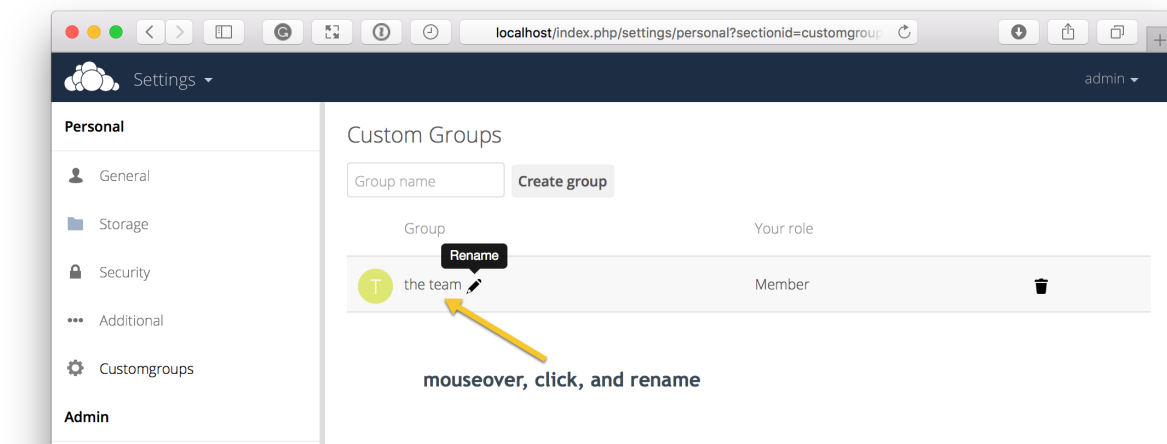 localhost/index.php/settings/personal?sectionid=customgroup
Settings
admin
Personal
General
Storage
Security
Additional
Customgroups
Admin
Custom Groups
Group name
Create group
Group
Your role
Rename
T
the team
Member
mouseover, click, and rename